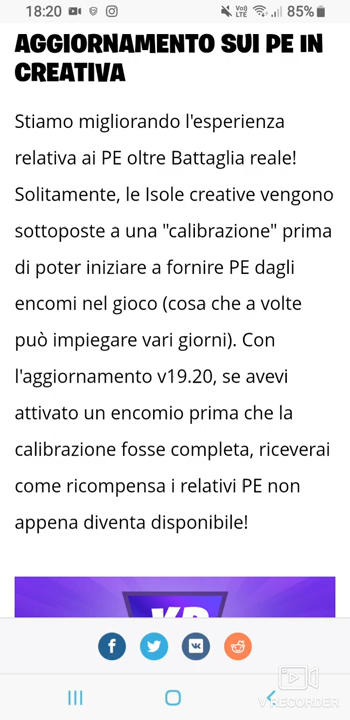 18:20 Vo)) LTE 85%
AGGIORNAMENTO SUI PE IN
CREATIVA
Stiamo migliorando l'esperienza
relativa ai PE oltre Battaglia reale!
Solitamente, le Isole creative vengono
sottoposte a una "calibrazione" prima
di poter iniziare a fornire PE dagli
encomi nel gioco (cosa che a volte
può impiegare vari giorni). Con
l'aggiornamento v19.20, se avevi
attivato un encomio prima che la
calibrazione fosse completa, riceverai
come ricompensa i relativi PE non
appena diventa disponibile!
XP
VRECORDER